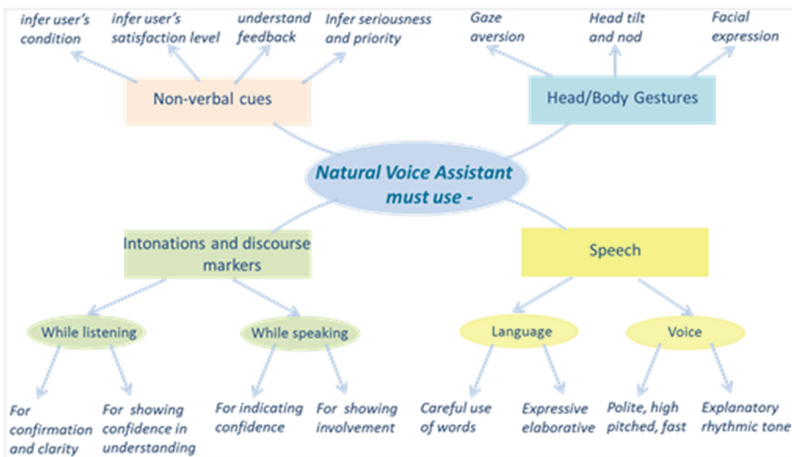 infer user's
condition
infer user's
satisfaction level
understand
feedback
Infer seriousness
and priority
Gaze
aversion
Head tilt
and nod
Facial
expression
Non-verbal cues
Head/Body Gestures
Natural Voice Assistant
must use -
Intonations and discourse
markers
Speech
While listening
While speaking
Language
Voice
For
confirmation
and clarity
For showing
confidence in
understanding
For indicating
confidence
For showing
involvement
Careful use
of words
Expressive
elaborative
Polite, high
pitched, fast
Explanatory
rhythmic tone